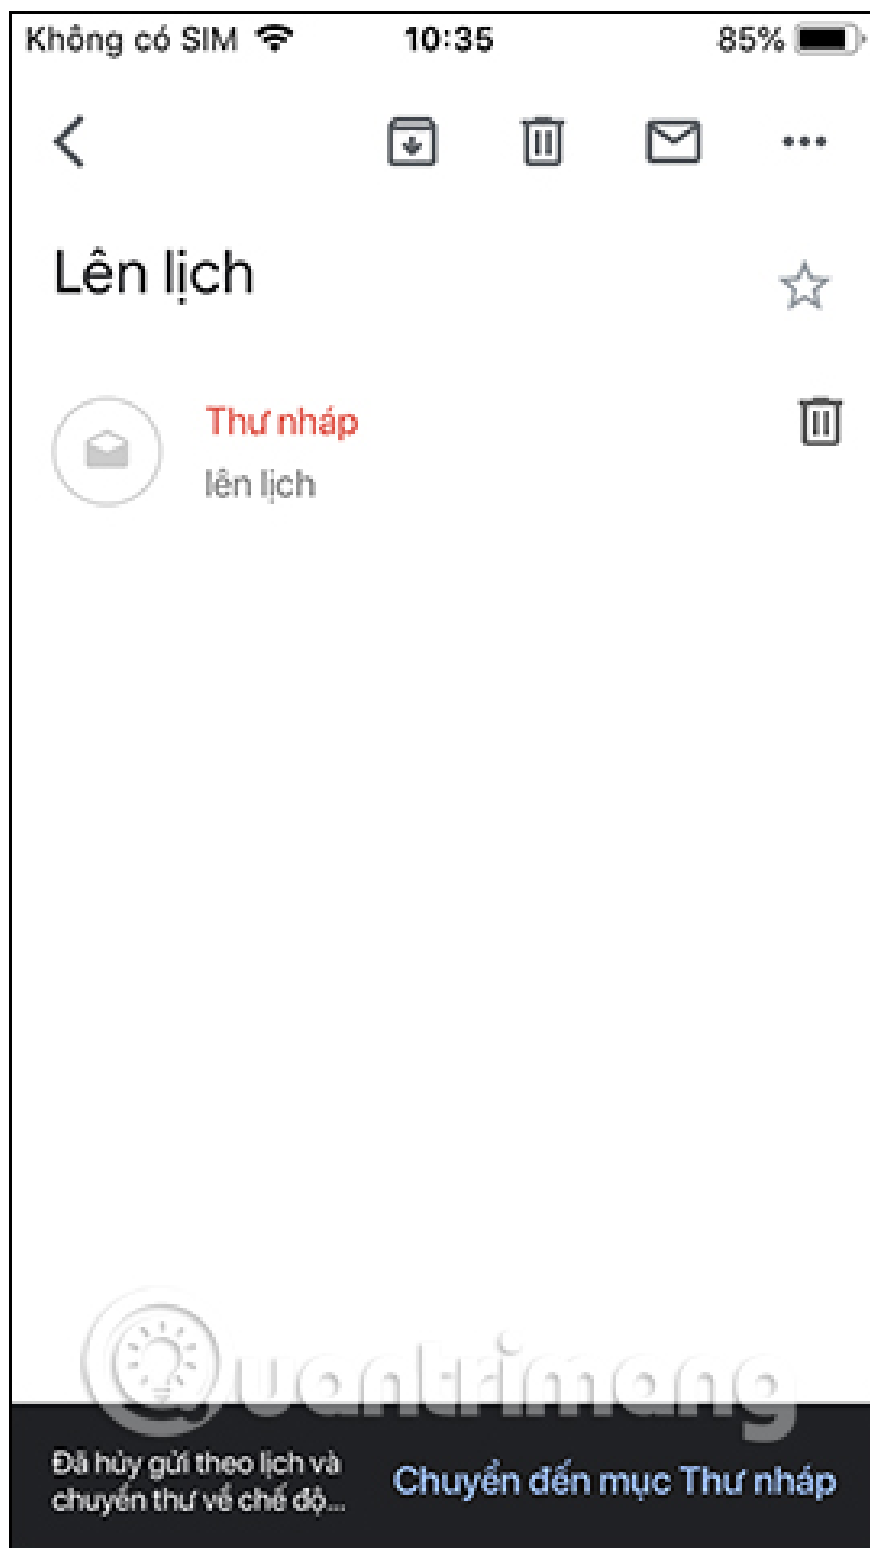 Không có SIM 10:35 85%
Lên lịch
Thư nháp
lên lịch
Quantrimang
Đã hủy gửi theo lịch và
chuyển thư về chế độ...
Chuyển đến mục Thư nháp